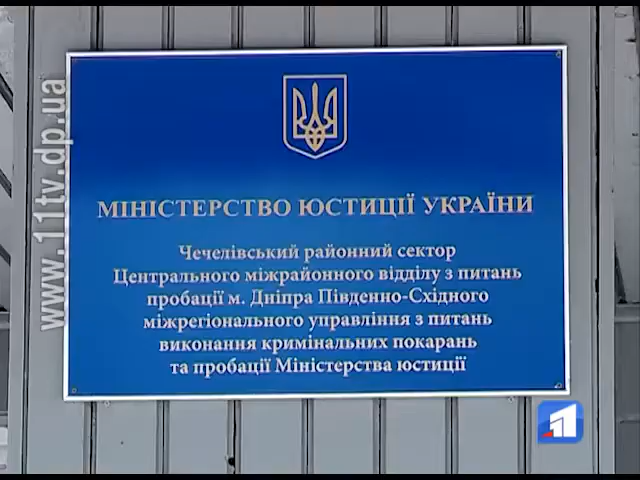 МІНІСТЕРСТВО ЮСТИЦІЇ УКРАЇНИ
Чечелівський районний сектор
Центрального міжрайонного відділу з питань
пробації м. Дніпра Південно-Східного
міжрегіонального управління з питань
виконання кримінальних покарань
та пробації Міністерства юстиції
www.11tv.dp.ua
11